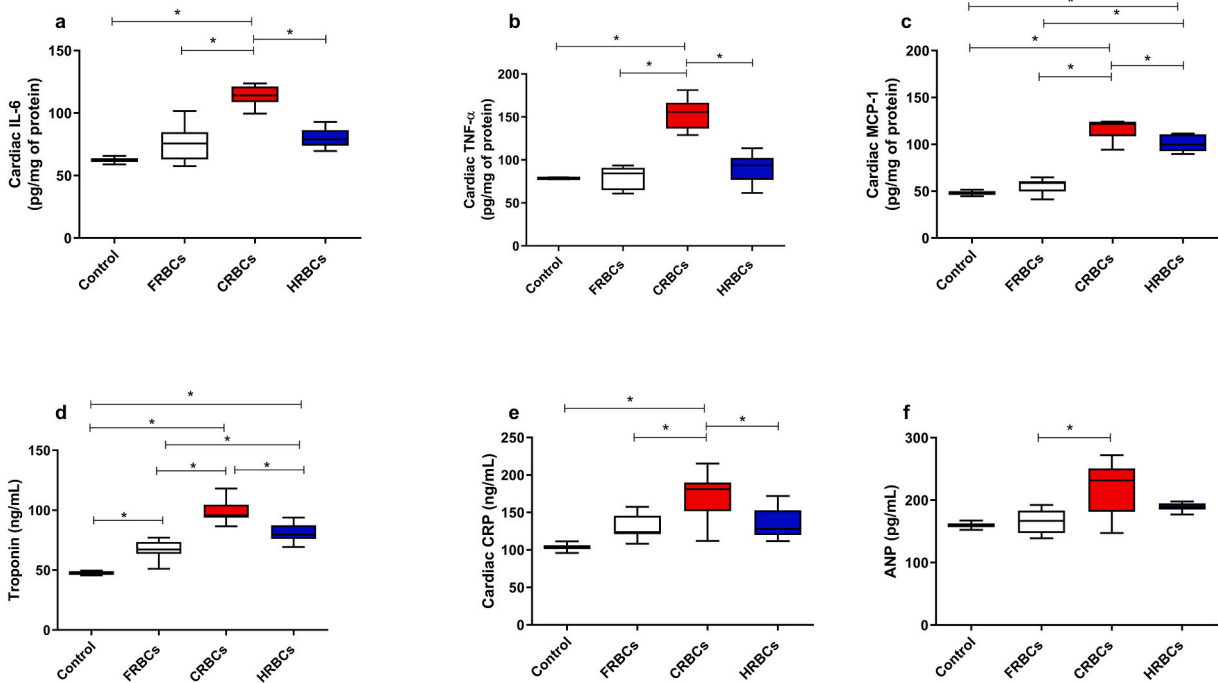 a
*
*
*
Cardiac IL-6
(pg/mg of protein)
150
100
50
0
Control
FRBCs
CRBCs
HRBCs
b
*
*
*
Cardiac TNF-α
(pg/mg of protein)
200
150
100
50
0
Control
FRBCs
CRBCs
HRBCs
c
*
*
*
*
*
Cardiac MCP-1
(pg/mg of protein)
200
150
100
50
0
Control
FRBCs
CRBCs
HRBCs
d
*
*
*
*
*
*
Troponin (ng/mL)
150
100
50
0
Control
FRBCs
CRBCs
HRBCs
e
*
*
*
Cardiac CRP (ng/mL)
250
200
150
100
50
0
Control
FRBCs
CRBCs
HRBCs
f
*
ANP (pg/mL)
300
200
100
0
Control
FRBCs
CRBCs
HRBCs